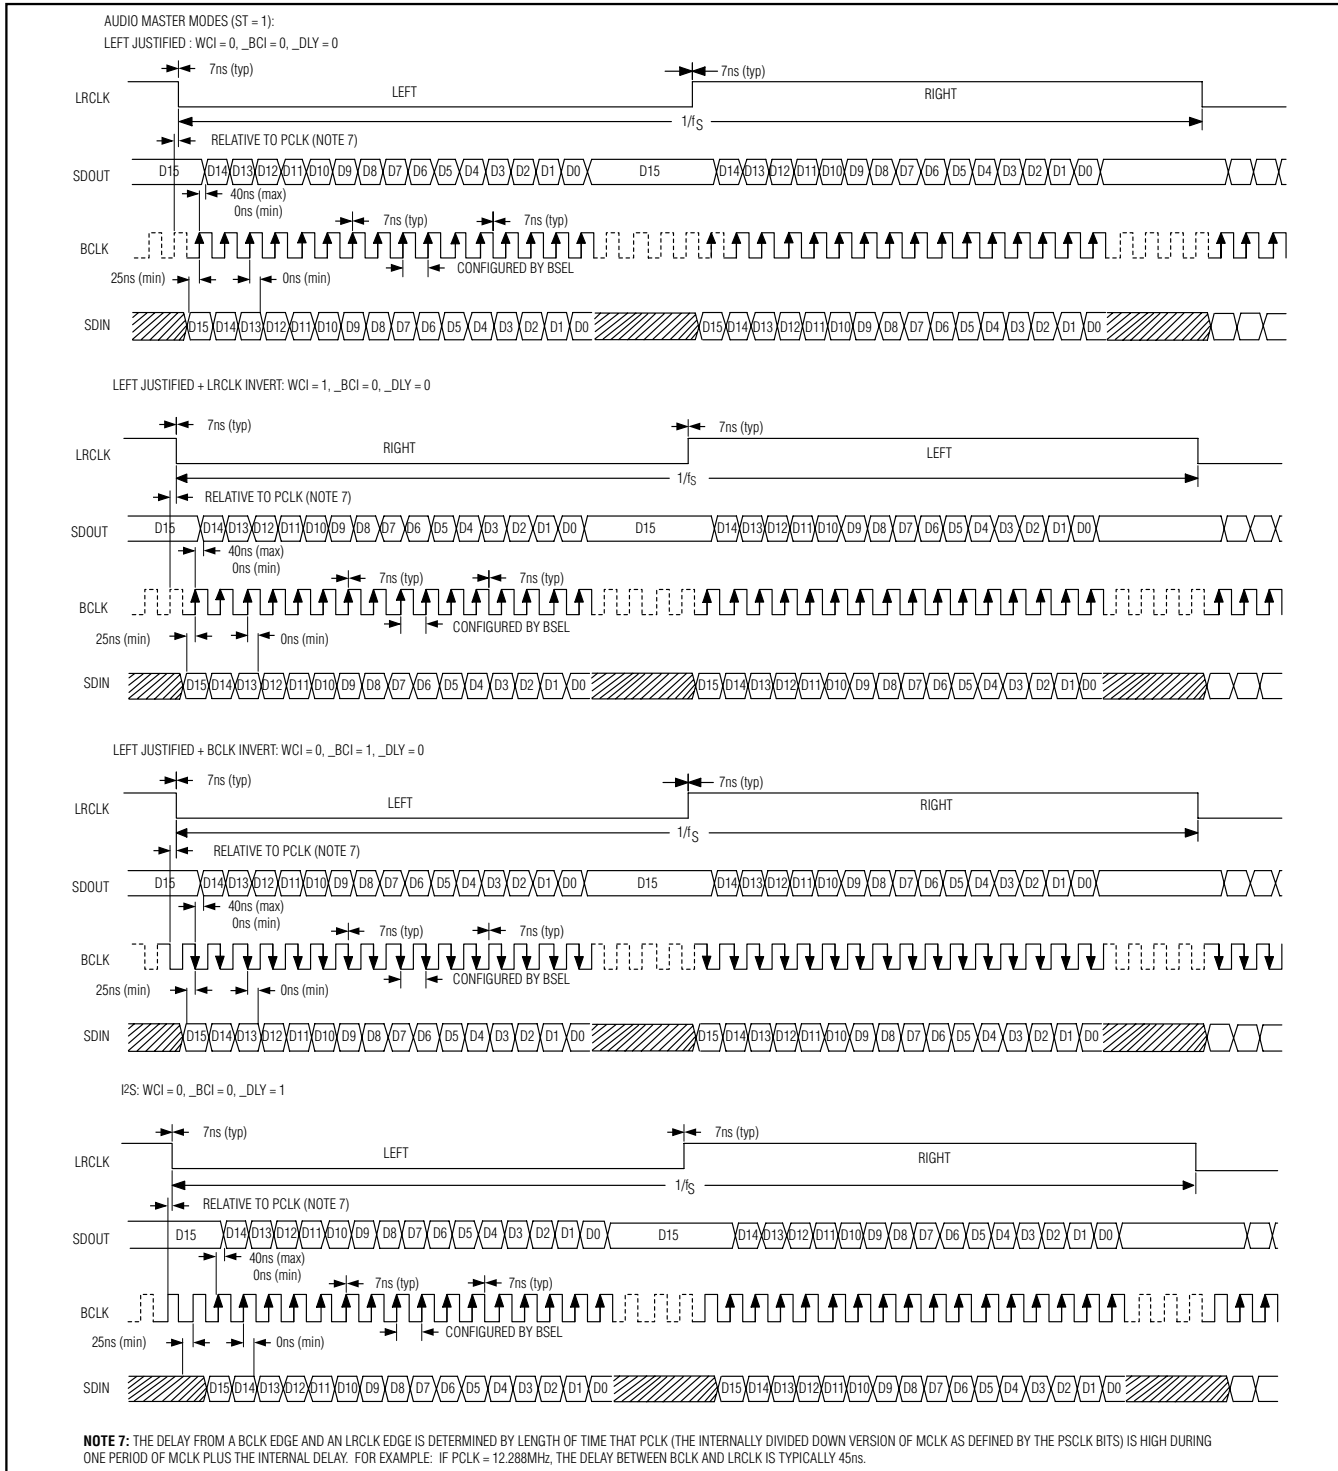 AUDIO MASTER MODES (ST = 1):
LEFT JUSTIFIED : WCI = 0, _BCI = 0, _DLY = 0
7ns (typ) 7ns (typ)
LRCLK LEFT RIGHT
1/fS
RELATIVE TO PCLK (NOTE 7)
SDOUT D15 D14 D13 D12 D11 D10 D9 D8 D7 D6 D5 D4 D3 D2 D1 D0 D15 D14 D13 D12 D11 D10 D9 D8 D7 D6 D5 D4 D3 D2 D1 D0
40ns (max)
0ns (min) 7ns (typ) 7ns (typ)
BCLK
25ns (min) 0ns (min) CONFIGURED BY BSEL
SDIN D15 D14 D13 D12 D11 D10 D9 D8 D7 D6 D5 D4 D3 D2 D1 D0 D15 D14 D13 D12 D11 D10 D9 D8 D7 D6 D5 D4 D3 D2 D1 D0
LEFT JUSTIFIED + LRCLK INVERT: WCI = 1, _BCI = 0, _DLY = 0
7ns (typ) 7ns (typ)
LRCLK RIGHT LEFT
1/fS
RELATIVE TO PCLK (NOTE 7)
SDOUT D15 D14 D13 D12 D11 D10 D9 D8 D7 D6 D5 D4 D3 D2 D1 D0 D15 D14 D13 D12 D11 D10 D9 D8 D7 D6 D5 D4 D3 D2 D1 D0
40ns (max)
0ns (min) 7ns (typ) 7ns (typ)
BCLK
25ns (min) 0ns (min) CONFIGURED BY BSEL
SDIN D15 D14 D13 D12 D11 D10 D9 D8 D7 D6 D5 D4 D3 D2 D1 D0 D15 D14 D13 D12 D11 D10 D9 D8 D7 D6 D5 D4 D3 D2 D1 D0
LEFT JUSTIFIED + BCLK INVERT: WCI = 0, _BCI = 1, _DLY = 0
7ns (typ) 7ns (typ)
LRCLK LEFT RIGHT
1/fS
RELATIVE TO PCLK (NOTE 7)
SDOUT D15 D14 D13 D12 D11 D10 D9 D8 D7 D6 D5 D4 D3 D2 D1 D0 D15 D14 D13 D12 D11 D10 D9 D8 D7 D6 D5 D4 D3 D2 D1 D0
40ns (max)
0ns (min) 7ns (typ) 7ns (typ)
BCLK
25ns (min) 0ns (min) CONFIGURED BY BSEL
SDIN D15 D14 D13 D12 D11 D10 D9 D8 D7 D6 D5 D4 D3 D2 D1 D0 D15 D14 D13 D12 D11 D10 D9 D8 D7 D6 D5 D4 D3 D2 D1 D0
I2S: WCI = 0, _BCI = 0, _DLY = 1
7ns (typ) 7ns (typ)
LRCLK LEFT RIGHT
1/fS
RELATIVE TO PCLK (NOTE 7)
SDOUT D15 D14 D13 D12 D11 D10 D9 D8 D7 D6 D5 D4 D3 D2 D1 D0 D15 D14 D13 D12 D11 D10 D9 D8 D7 D6 D5 D4 D3 D2 D1 D0
40ns (max)
0ns (min) 7ns (typ) 7ns (typ)
BCLK
25ns (min) 0ns (min) CONFIGURED BY BSEL
SDIN D15 D14 D13 D12 D11 D10 D9 D8 D7 D6 D5 D4 D3 D2 D1 D0 D15 D14 D13 D12 D11 D10 D9 D8 D7 D6 D5 D4 D3 D2 D1 D0
NOTE 7: THE DELAY FROM A BCLK EDGE AND AN LRCLK EDGE IS DETERMINED BY LENGTH OF TIME THAT PCLK (THE INTERNALLY DIVIDED DOWN VERSION OF MCLK AS DEFINED BY THE PSCLK BITS) IS HIGH DURING
ONE PERIOD OF MCLK PLUS THE INTERNAL DELAY. FOR EXAMPLE: IF PCLK = 12.288MHz, THE DELAY BETWEEN BCLK AND LRCLK IS TYPICALLY 45ns.